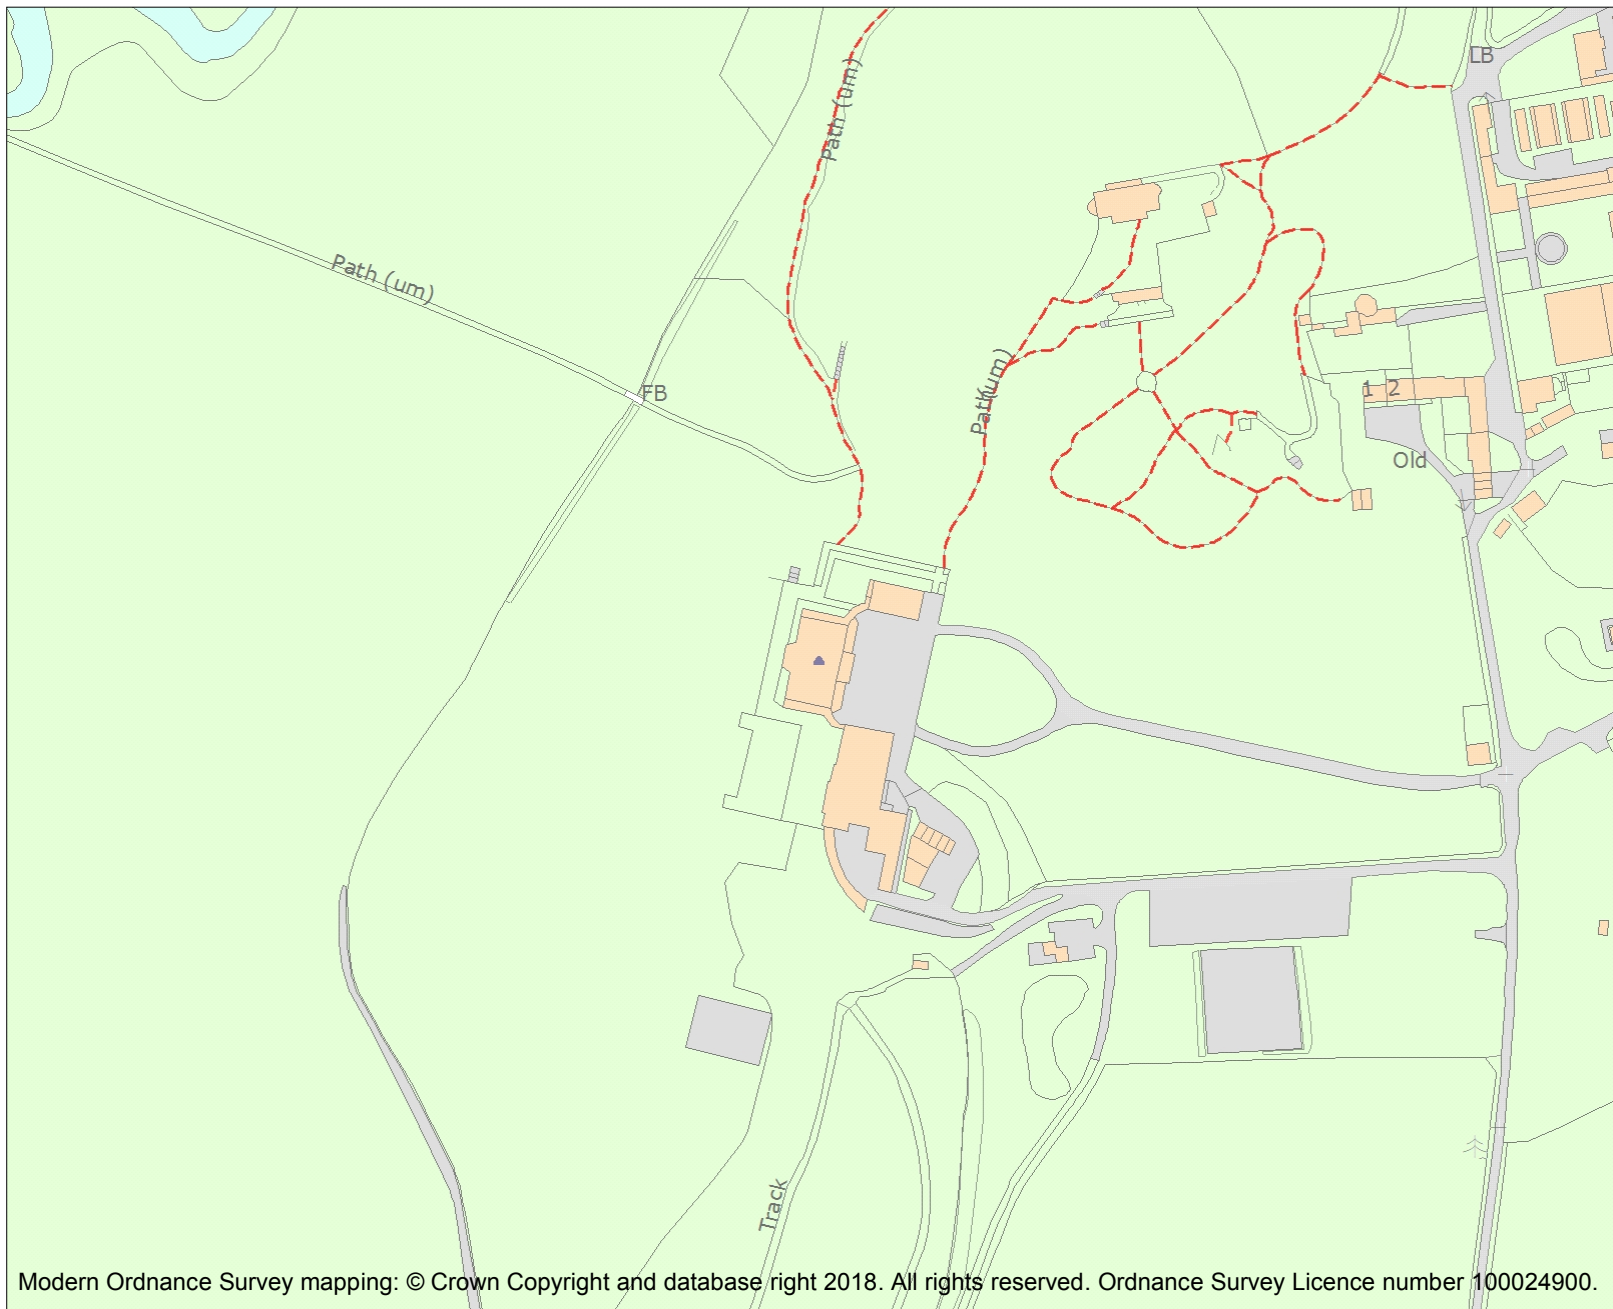 LB
Path (um)
Path (um)
FB
Path(um)
1 2
Old
Track
Modern Ordnance Survey mapping: © Crown Copyright and database right 2018. All rights reserved. Ordnance Survey Licence number 100024900.